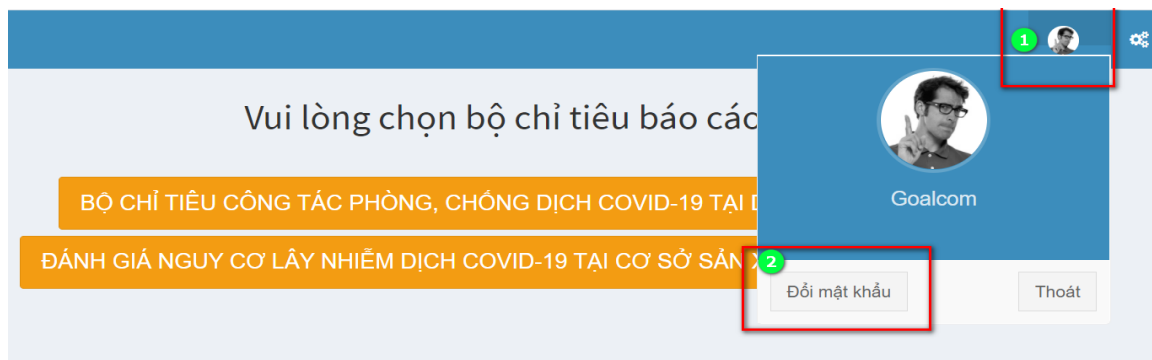 1
Vui lòng chọn bộ chỉ tiêu báo các
BỘ CHỈ TIÊU CÔNG TÁC PHÒNG, CHỐNG DỊCH COVID-19 TẠI
Goalcom
ĐÁNH GIÁ NGUY CƠ LÂY NHIỄM DỊCH COVID-19 TẠI CƠ SỞ SẢN
2
Đổi mật khẩu
Thoát